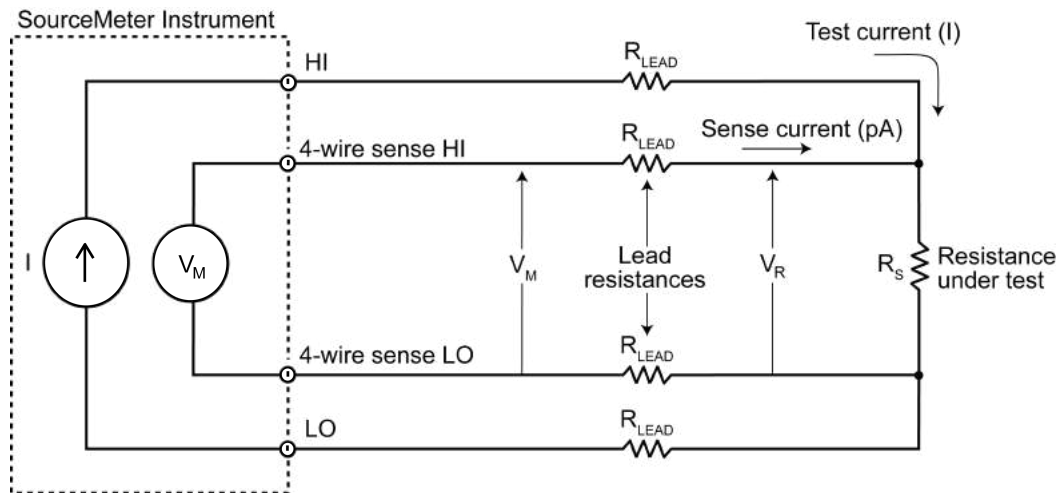 SourceMeter Instrument
Test current (I)
HI
R_LEAD
4-wire sense HI
R_LEAD
Sense current (pA)
I
V_M
V_M
Lead
resistances
V_R
R_S
Resistance
under test
4-wire sense LO
R_LEAD
LO
R_LEAD